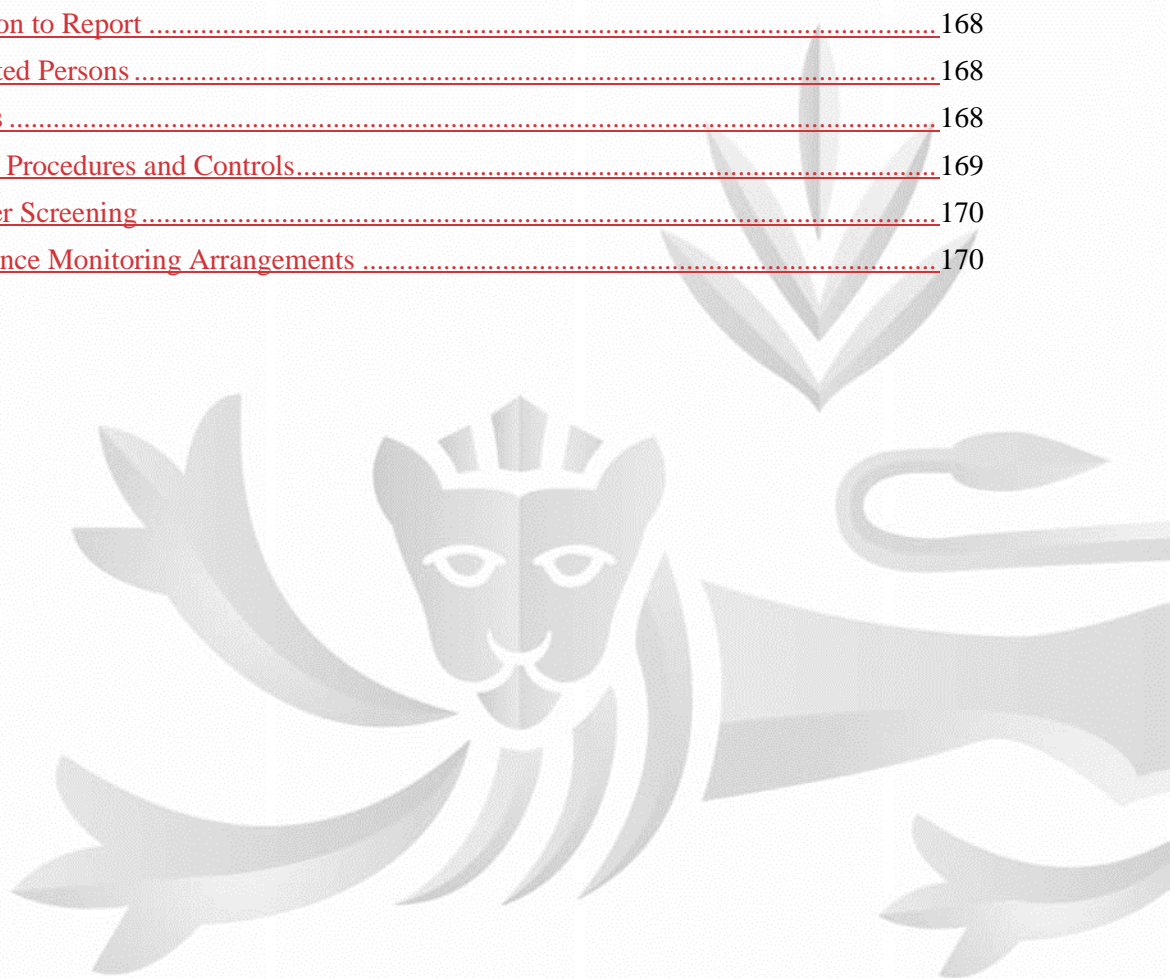 on to Report ........................................................................................................ 168
ted Persons ........................................................................................................ 168
s ........................................................................................................ 168
Procedures and Controls ........................................................................................................ 169
er Screening ........................................................................................................ 170
nce Monitoring Arrangements ........................................................................................................ 170